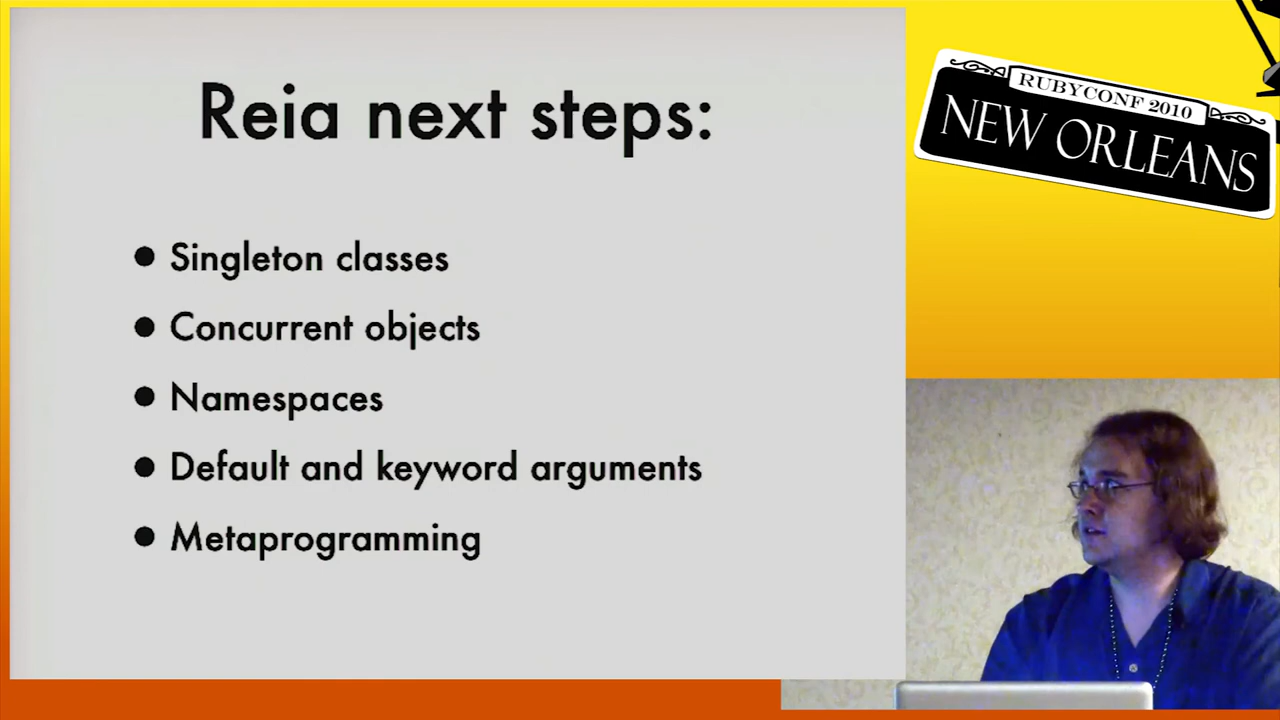 Reia next steps:
● Singleton classes
● Concurrent objects
● Namespaces
● Default and keyword arguments
● Metaprogramming
RUBYCONF 2010
NEW ORLEANS